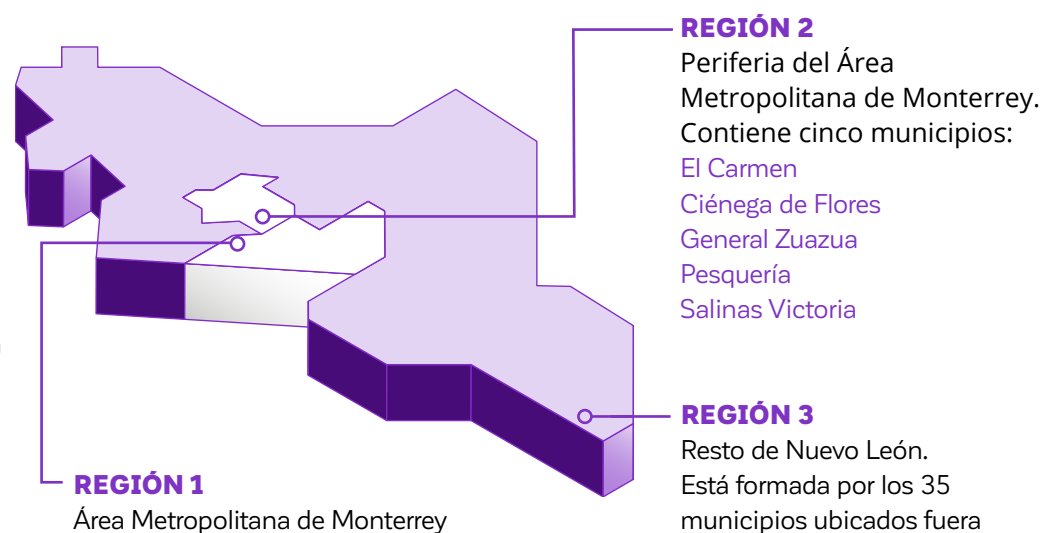 REGIÓN 2
Periferia del Área
Metropolitana de Monterrey.
Contiene cinco municipios:
El Carmen
Ciénega de Flores
General Zuazua
Pesquería
Salinas Victoria
REGIÓN 3
Resto de Nuevo León.
Está formada por los 35
municipios ubicados fuera
REGIÓN 1
Área Metropolitana de Monterrey